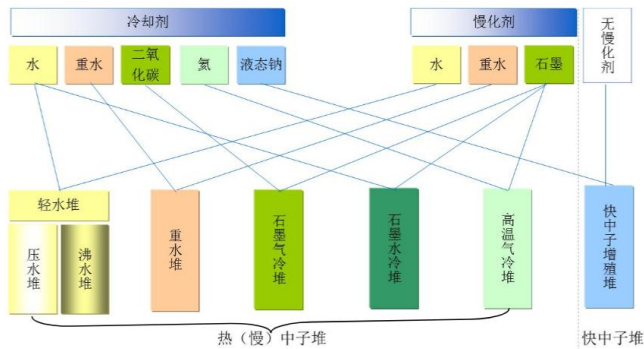 冷却剂
慢化剂
无慢化剂
水
重水
二氧
化碳
氦
液态钠
水
重水
石墨
轻水堆
压水堆
沸水堆
重水堆
石墨气冷堆
石墨水冷堆
高温气冷堆
快中子增殖堆
热（慢）中子堆
快中子堆